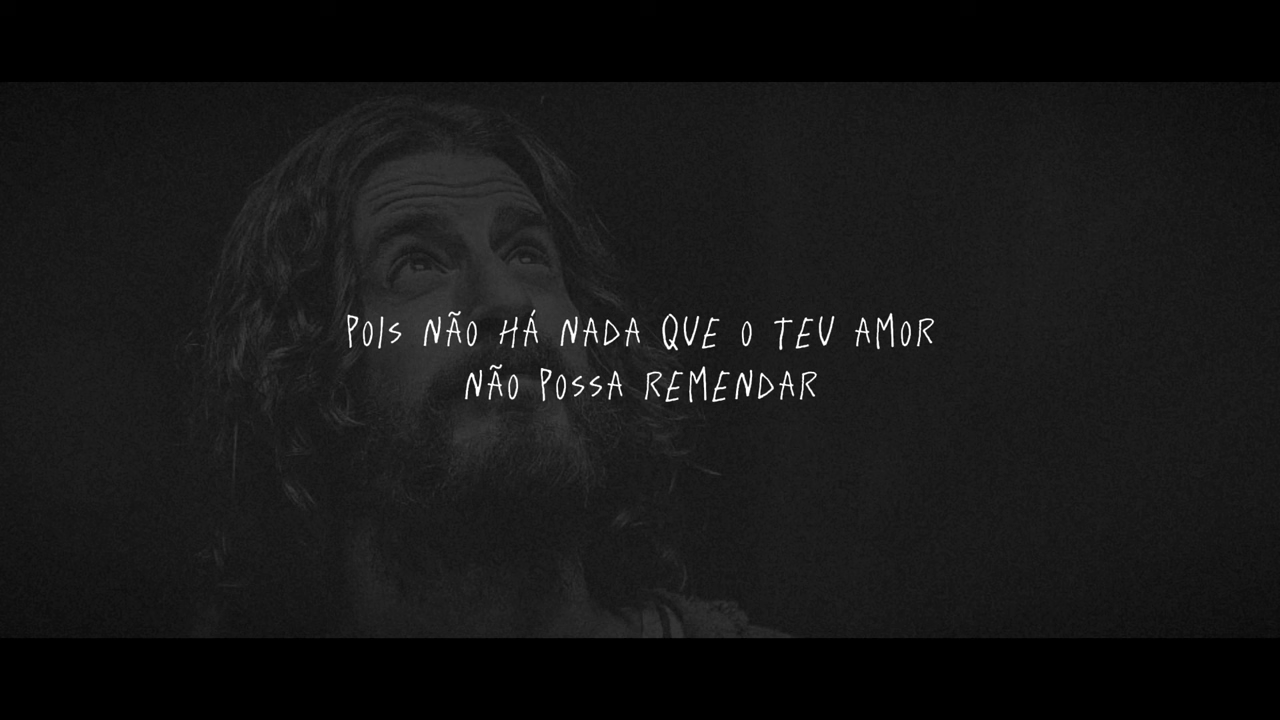 POIS NÃO HÁ NADA QUE O TEU AMOR
NÃO POSSA REMENDAR